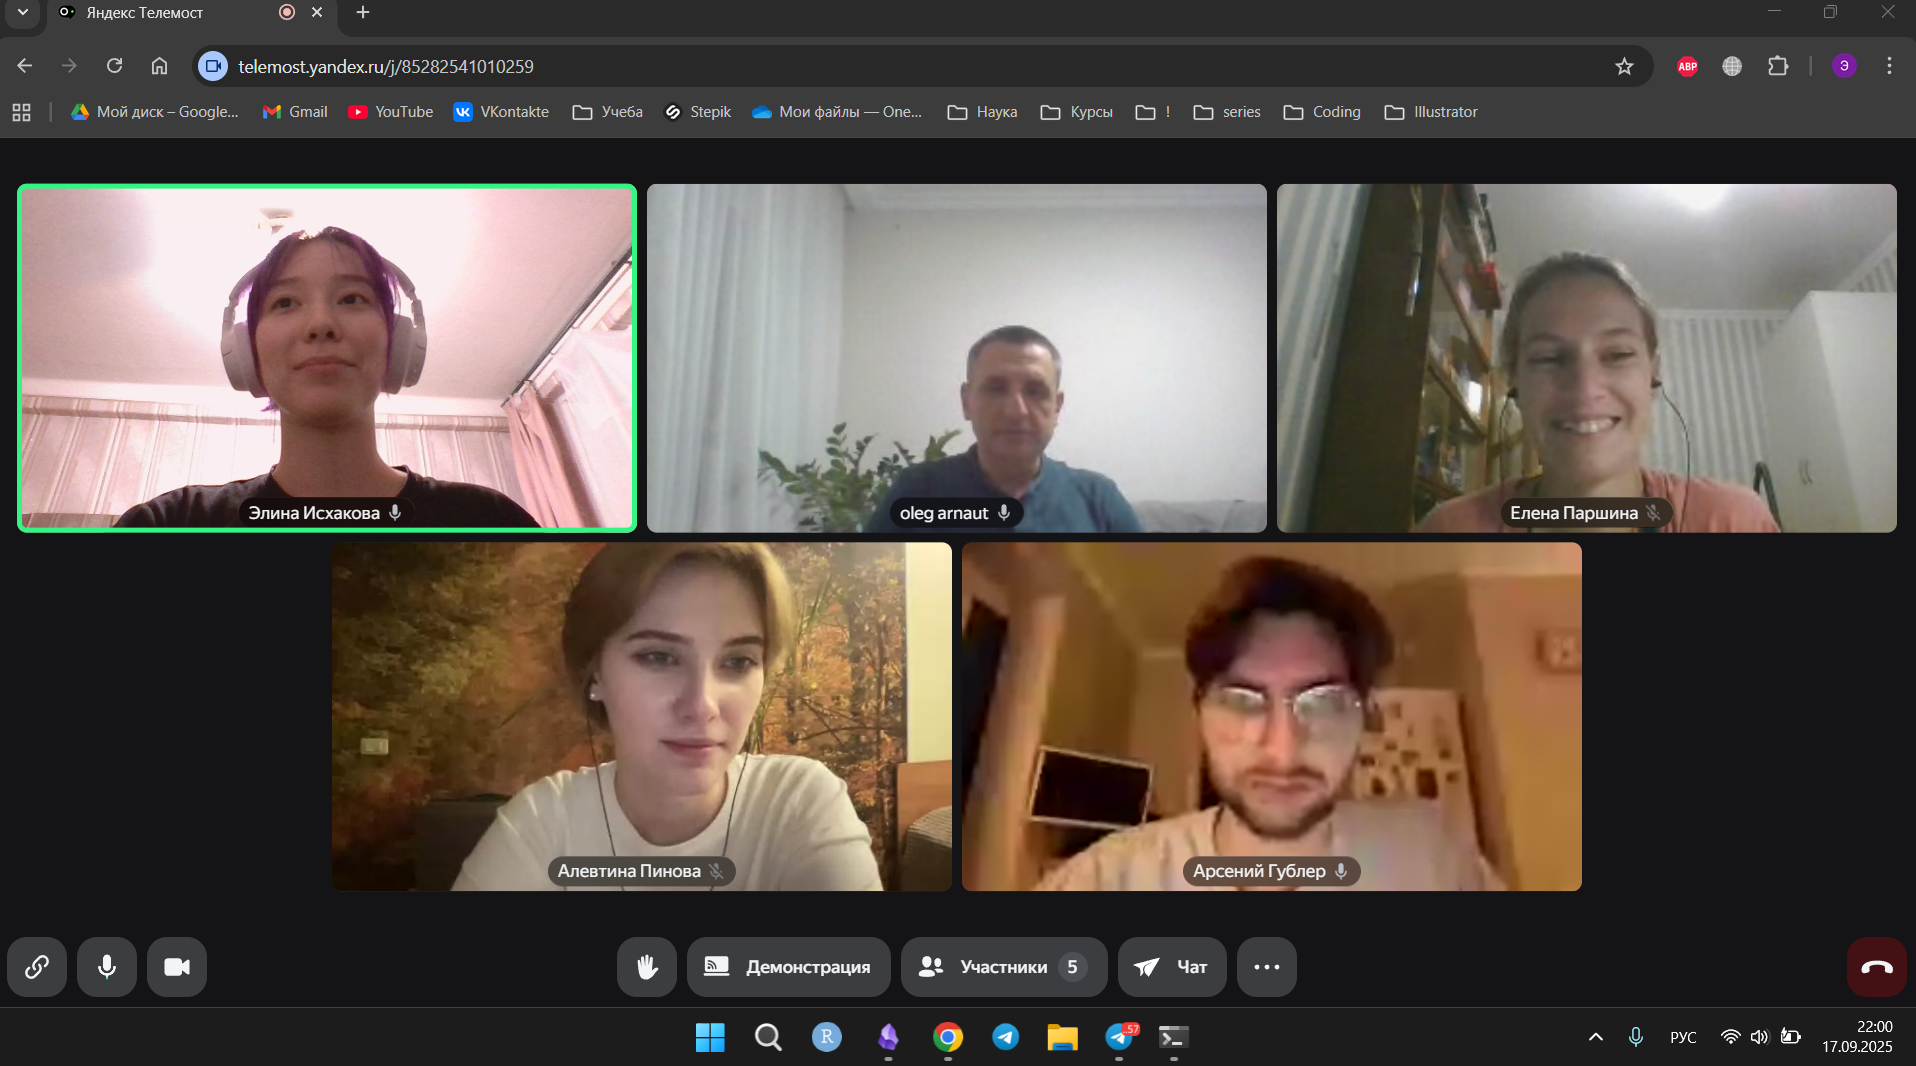 Яндекс Телемост
telemost.yandex.ru/j/85282541010259
ABP
Э
Мой диск – Google...
Gmail
YouTube
VKontakte
Учеба
Stepik
Мои файлы — One...
Наука
Курсы
!
series
Coding
Illustrator
Элина Исхакова
oleg arnaut
Елена Паршина
Алевтина Пинова
Арсений Гублер
Демонстрация
Участники 5
Чат
R
..57
РУС
22:00
17.09.2025